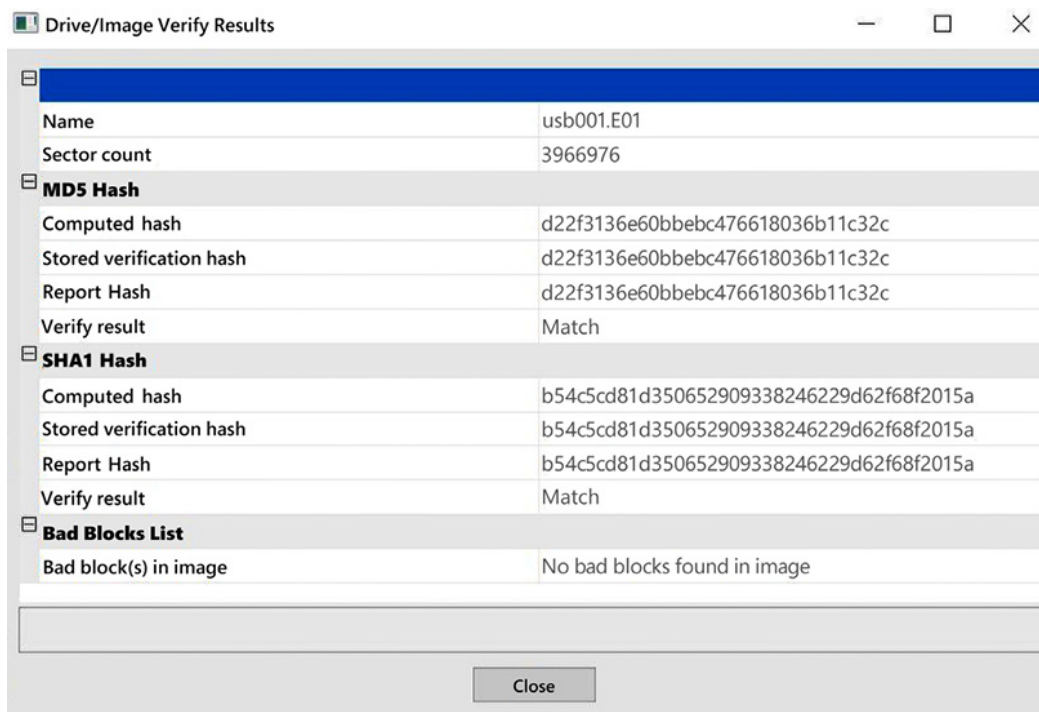 Drive/Image Verify Results
Name usb001.E01
Sector count 3966976
MD5 Hash
Computed hash d22f3136e60bbebc476618036b11c32c
Stored verification hash d22f3136e60bbebc476618036b11c32c
Report Hash d22f3136e60bbebc476618036b11c32c
Verify result Match
SHA1 Hash
Computed hash b54c5cd81d350652909338246229d62f68f2015a
Stored verification hash b54c5cd81d350652909338246229d62f68f2015a
Report Hash b54c5cd81d350652909338246229d62f68f2015a
Verify result Match
Bad Blocks List
Bad block(s) in image No bad blocks found in image
Close